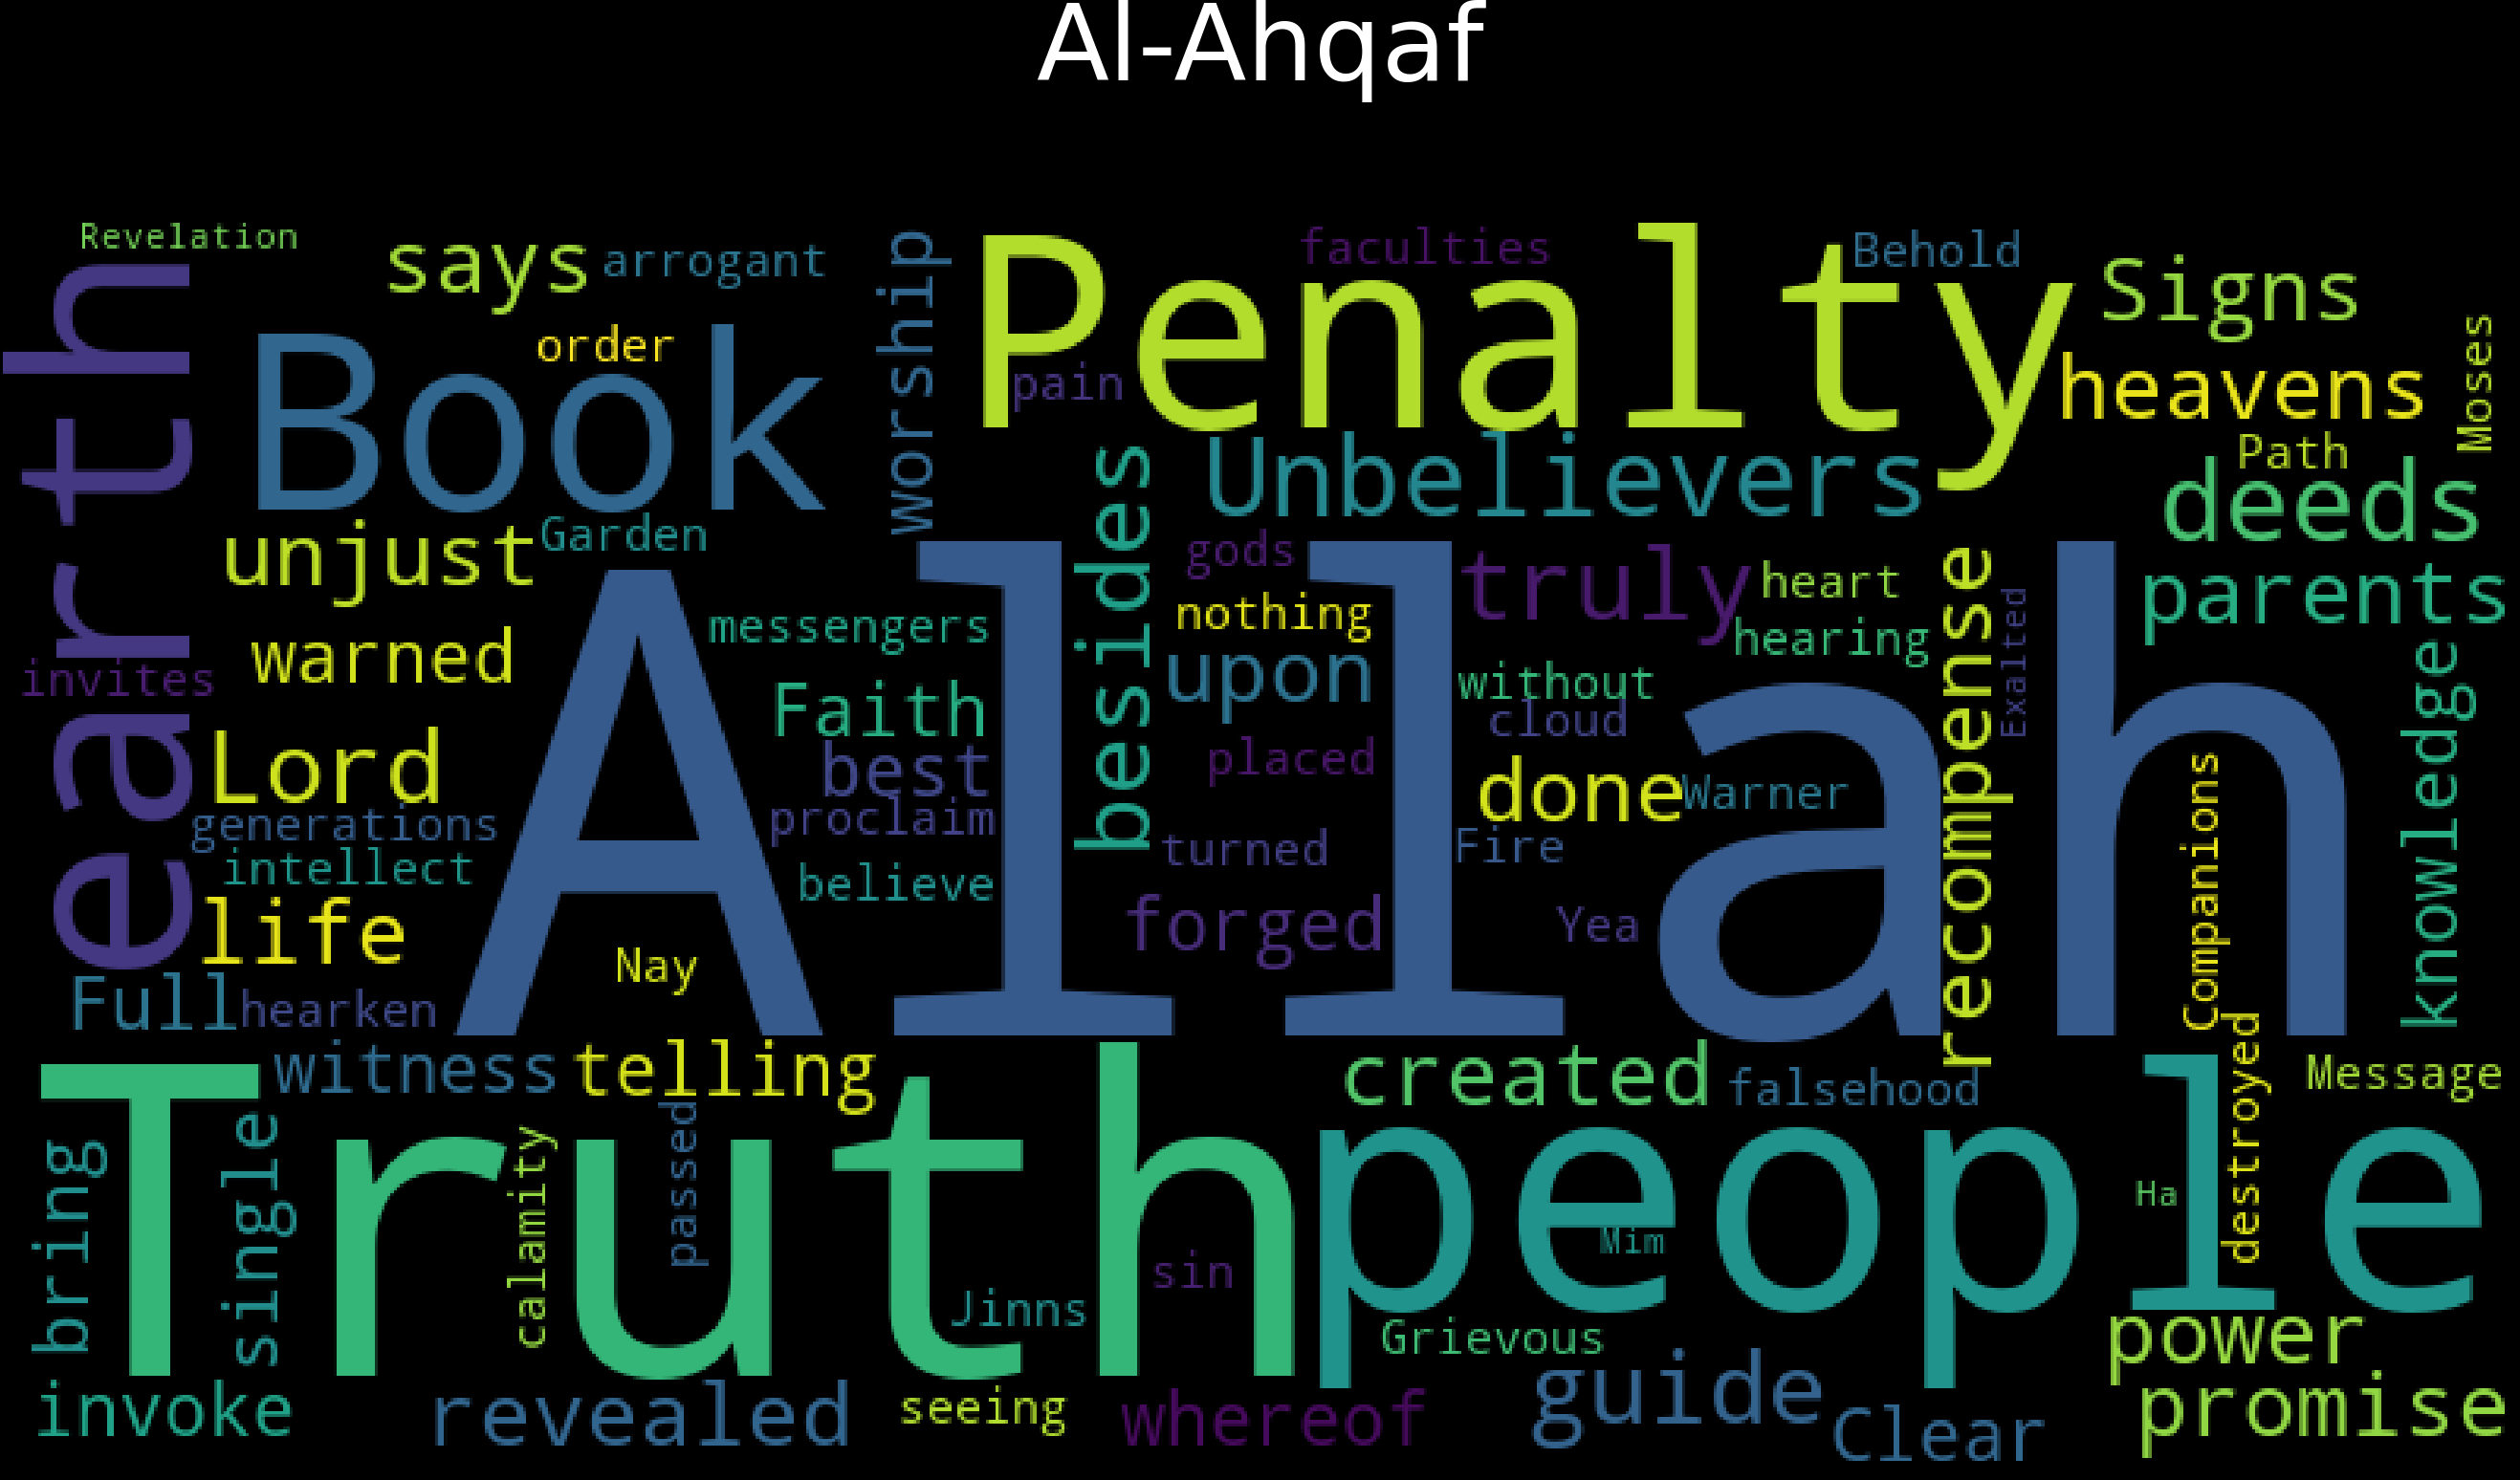 Al-Ahqaf
Revelation
says
arrogant
worship
faculties
Behold
Signs
earth
Book
order
Penalty
pain
heavens
Moses
Path
Unbelievers
deeds
unjust
Garden
besides
gods
truly
heart
recompense
Exalted
parents
warned
messengers
nothing
hearing
invites
Faith
upon
without
cloud
knowledge
Lord
best
placed
done
Warner
Companions
generations
proclaim
intellect
believe
turned
Fire
Allah
life
Nay
forged
Yea
Full
hearken
witness
telling
created
falsehood
destroyed
Message
bring
single
Truth
calamity
passed
people
Ha
Mim
sin
Jinns
Grievous
power
invoke
revealed
seeing
whereof
guide
Clear
promise